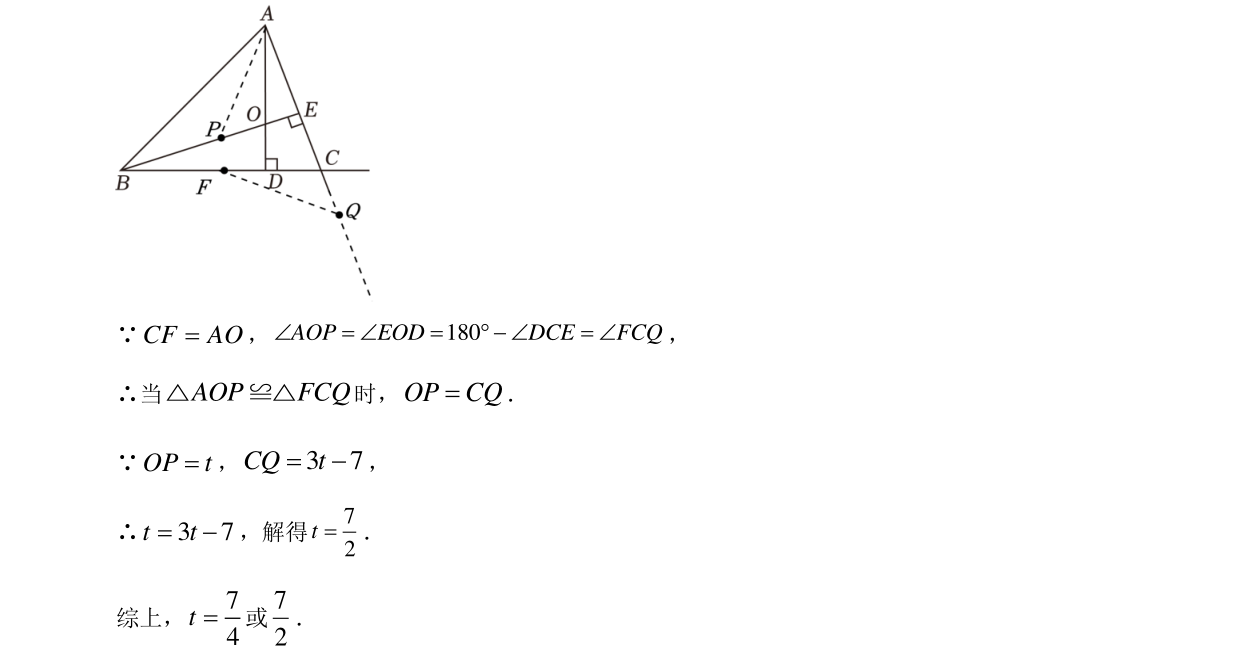 A
O
E
P
C
B
F
D
Q
∵CF=AO，∠AOP=∠EOD=180°−∠DCE=∠FCQ，
∴当△AOP≌△FCQ时，OP=CQ．
∵OP=t，CQ=3t−7，
∴t=3t−7，解得t=7/2．
综上，t=7/4或7/2．